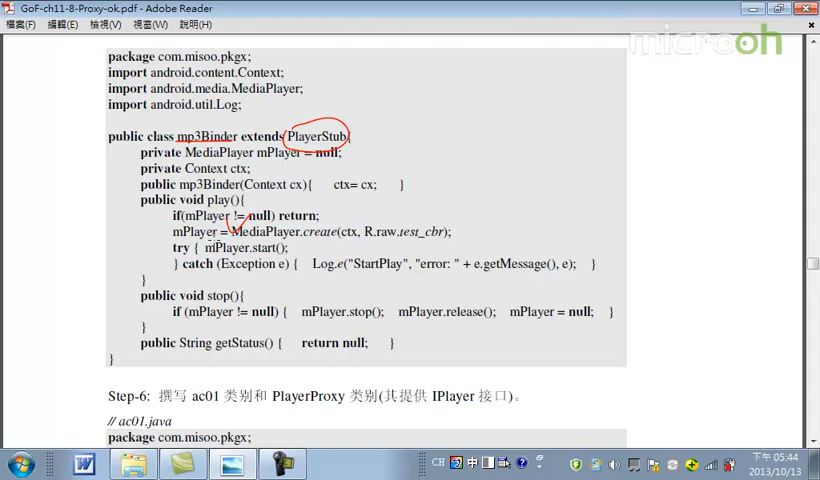 GoF-ch11-8-Proxy-ok.pdf - Adobe Reader
檔案(F) 編輯(E) 檢視(V) 視窗(W) 說明(H)
microoh
package com.misoo.pkgx;
import android.content.Context;
import android.media.MediaPlayer;
import android.util.Log;
public class mp3Binder extends PlayerStub{
private MediaPlayer mPlayer = null;
private Context ctx;
public mp3Binder(Context cx){ ctx= cx; }
public void play(){
if(mPlayer != null) return;
mPlayer = MediaPlayer.create(ctx, R.raw.test_cbr);
try { mPlayer.start();
} catch (Exception e) { Log.e("StartPlay", "error: " + e.getMessage(), e); }
}
public void stop(){
if (mPlayer != null) { mPlayer.stop(); mPlayer.release(); mPlayer = null; }
}
public String getStatus() { return null; }
}
Step-6: 撰写 ac01 类别和 PlayerProxy 类别(其提供 IPlayer 接口)。
// ac01.java
package com.misoo.pkgx;
CH 中
下午 05:44
2013/10/13